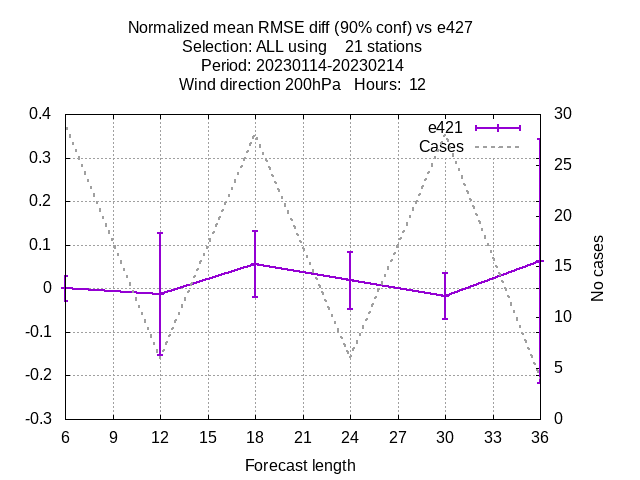 Normalized mean RMSE diff (90% conf) vs e427
Selection: ALL using    21 stations
Period: 20230114-20230214
Wind direction 200hPa   Hours:  12
e421
Cases
0.4
0.3
0.2
0.1
0
-0.1
-0.2
-0.3
30
25
20
15
10
5
0
No cases
6 9 12 15 18 21 24 27 30 33 36
Forecast length